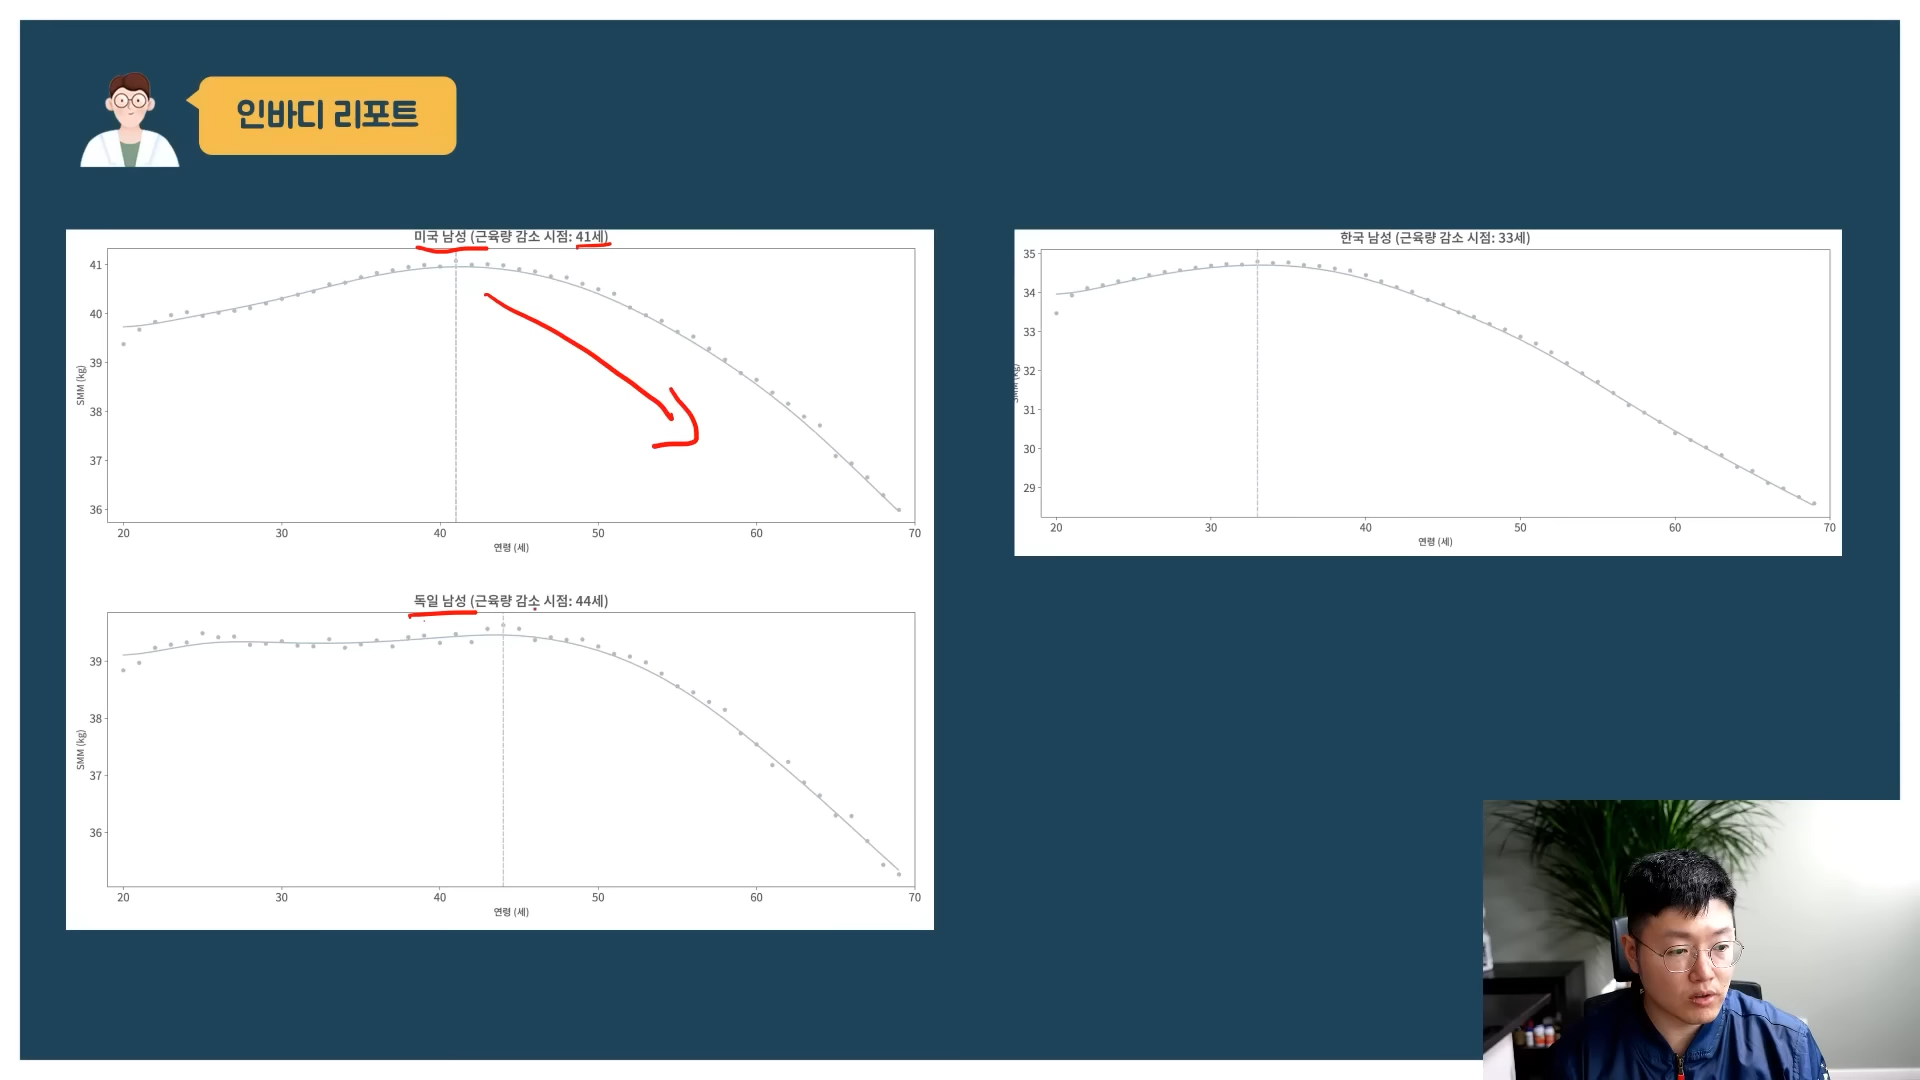 인바디 리포트
미국 남성 (근육량 감소 시점: 41세)
41
40
39
38
37
36
SMM (kg)
20 30 40 50 60 70
연령 (세)
독일 남성 (근육량 감소 시점: 44세)
39
38
37
36
SMM (kg)
20 30 40 50 60 70
연령 (세)
한국 남성 (근육량 감소 시점: 33세)
35
34
33
32
31
30
29
SMM (kg)
20 30 40 50 60 70
연령 (세)